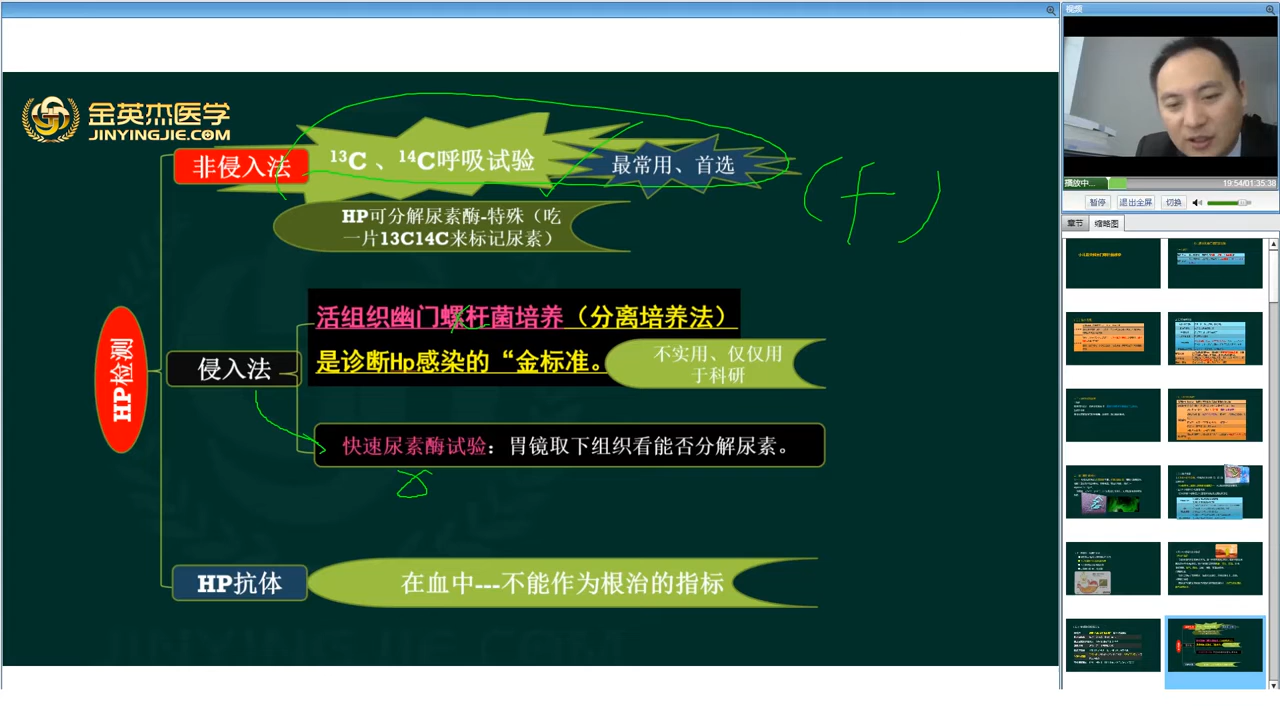 视频
金英杰医学
JINYINGJIE.COM
非侵入法
¹³C 、¹⁴C呼吸试验
最常用、首选
(+)
HP可分解尿素酶-特殊（吃
一片13C14C来标记尿素）
HP检测
侵入法
活组织幽门螺杆菌培养（分离培养法）
是诊断Hp感染的“金标准。
不实用、仅仅用
于科研
快速尿素酶试验：胃镜取下组织看能否分解尿素。
HP抗体
在血中---不能作为根治的指标
播放中...
19:54/01:35:38
暂停
退出全屏
切换
章节
缩略图